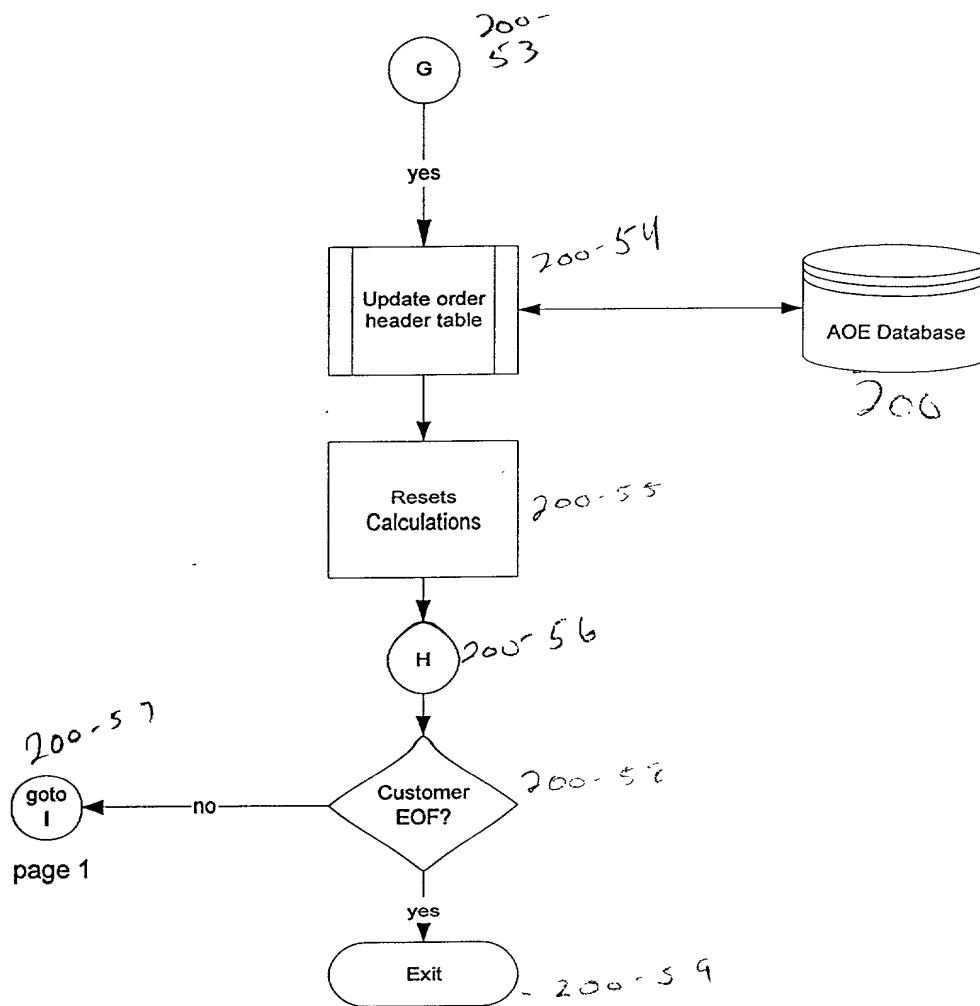 200-
53
G
yes
200-54
Update order
header table
AOE Database
200
Resets
Calculations
200-55
H
200-56
200-57
goto
I
page 1
no
Customer
EOF?
200-58
yes
Exit
- 200-59